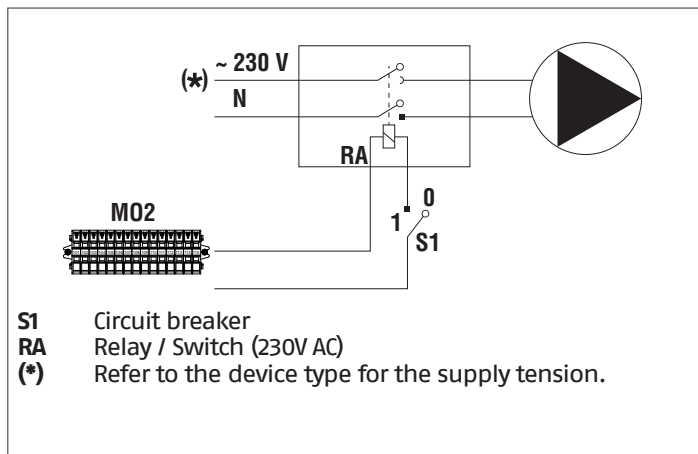 ~ 230 V
(*)
N
RA
MO2
1
0
S1
S1 Circuit breaker
RA Relay / Switch (230V AC)
(*) Refer to the device type for the supply tension.